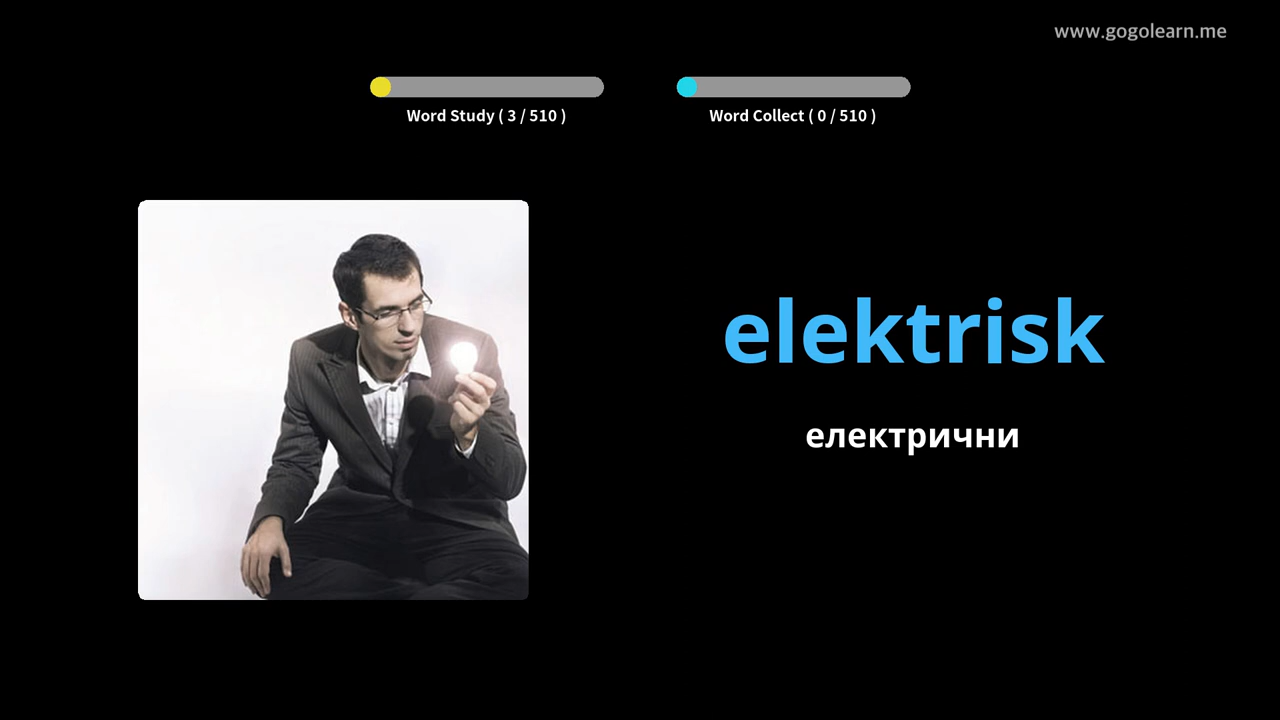 www.gogolearn.me
Word Study ( 3 / 510 )
Word Collect ( 0 / 510 )
elektrisk
електрични